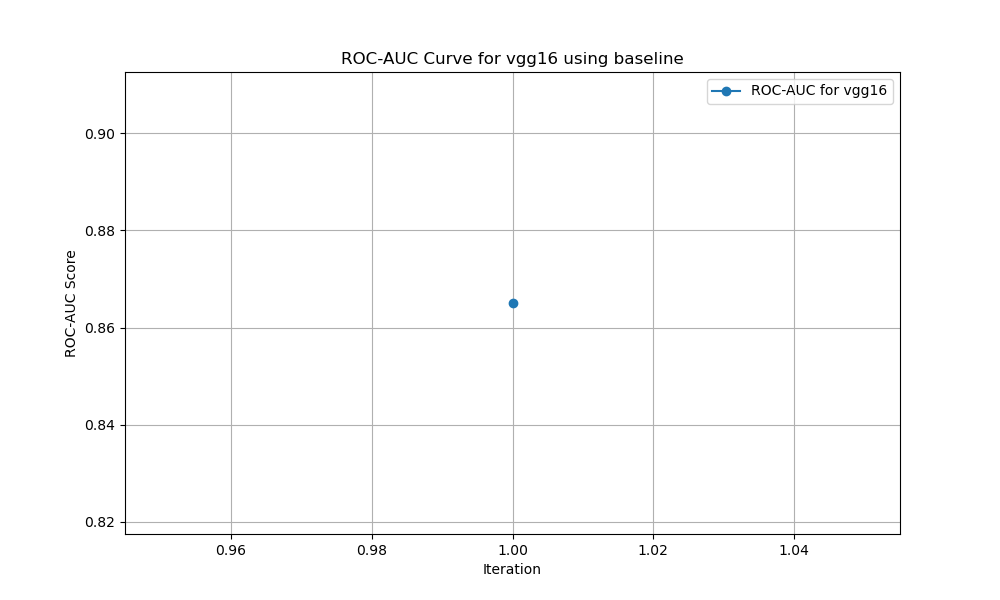 ROC-AUC Curve for vgg16 using baseline
ROC-AUC for vgg16
0.90
0.88
0.86
0.84
0.82
ROC-AUC Score
0.96 0.98 1.00 1.02 1.04
Iteration